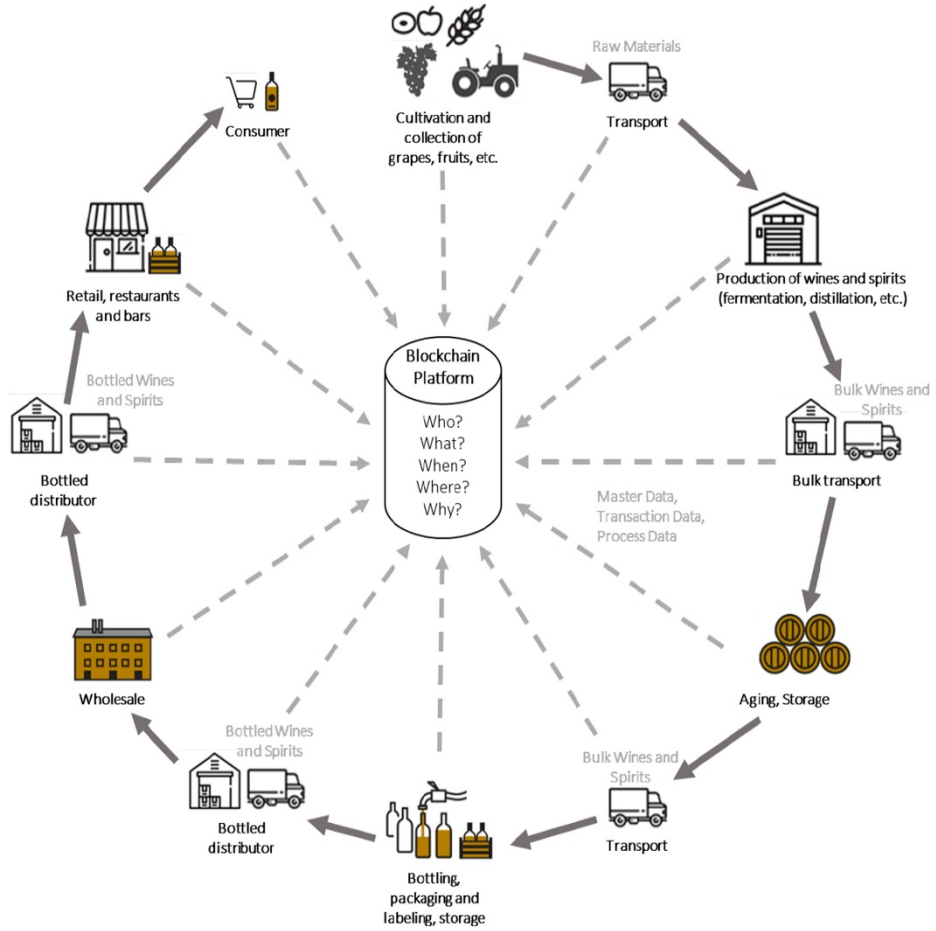 Cultivation and
collection of
grapes, fruits, etc.
Raw Materials
Transport
Production of wines and spirits
(fermentation, distillation, etc.)
Bulk Wines and
Spirits
Bulk transport
Master Data,
Transaction Data,
Process Data
Aging, Storage
Bulk Wines and
Spirits
Transport
Bottling,
packaging and
labeling, storage
Bottled Wines
and Spirits
Bottled
distributor
Wholesale
Bottled Wines
and Spirits
Bottled
distributor
Retail, restaurants
and bars
Consumer
Blockchain
Platform
Who?
What?
When?
Where?
Why?